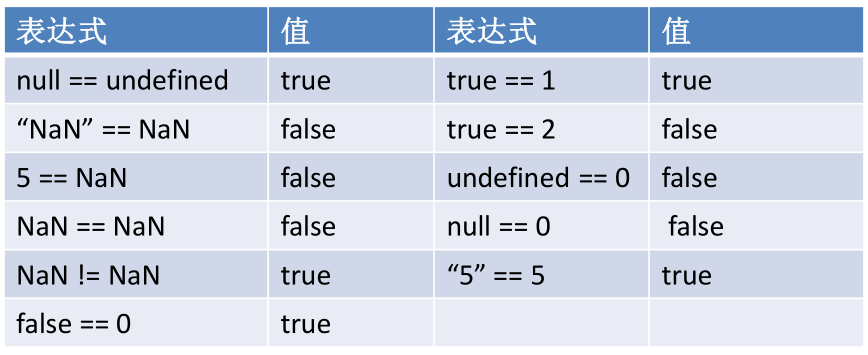 表达式 值 表达式 值
null == undefined true true == 1 true
“NaN” == NaN false true == 2 false
5 == NaN false undefined == 0 false
NaN == NaN false null == 0 false
NaN != NaN true “5” == 5 true
false == 0 true